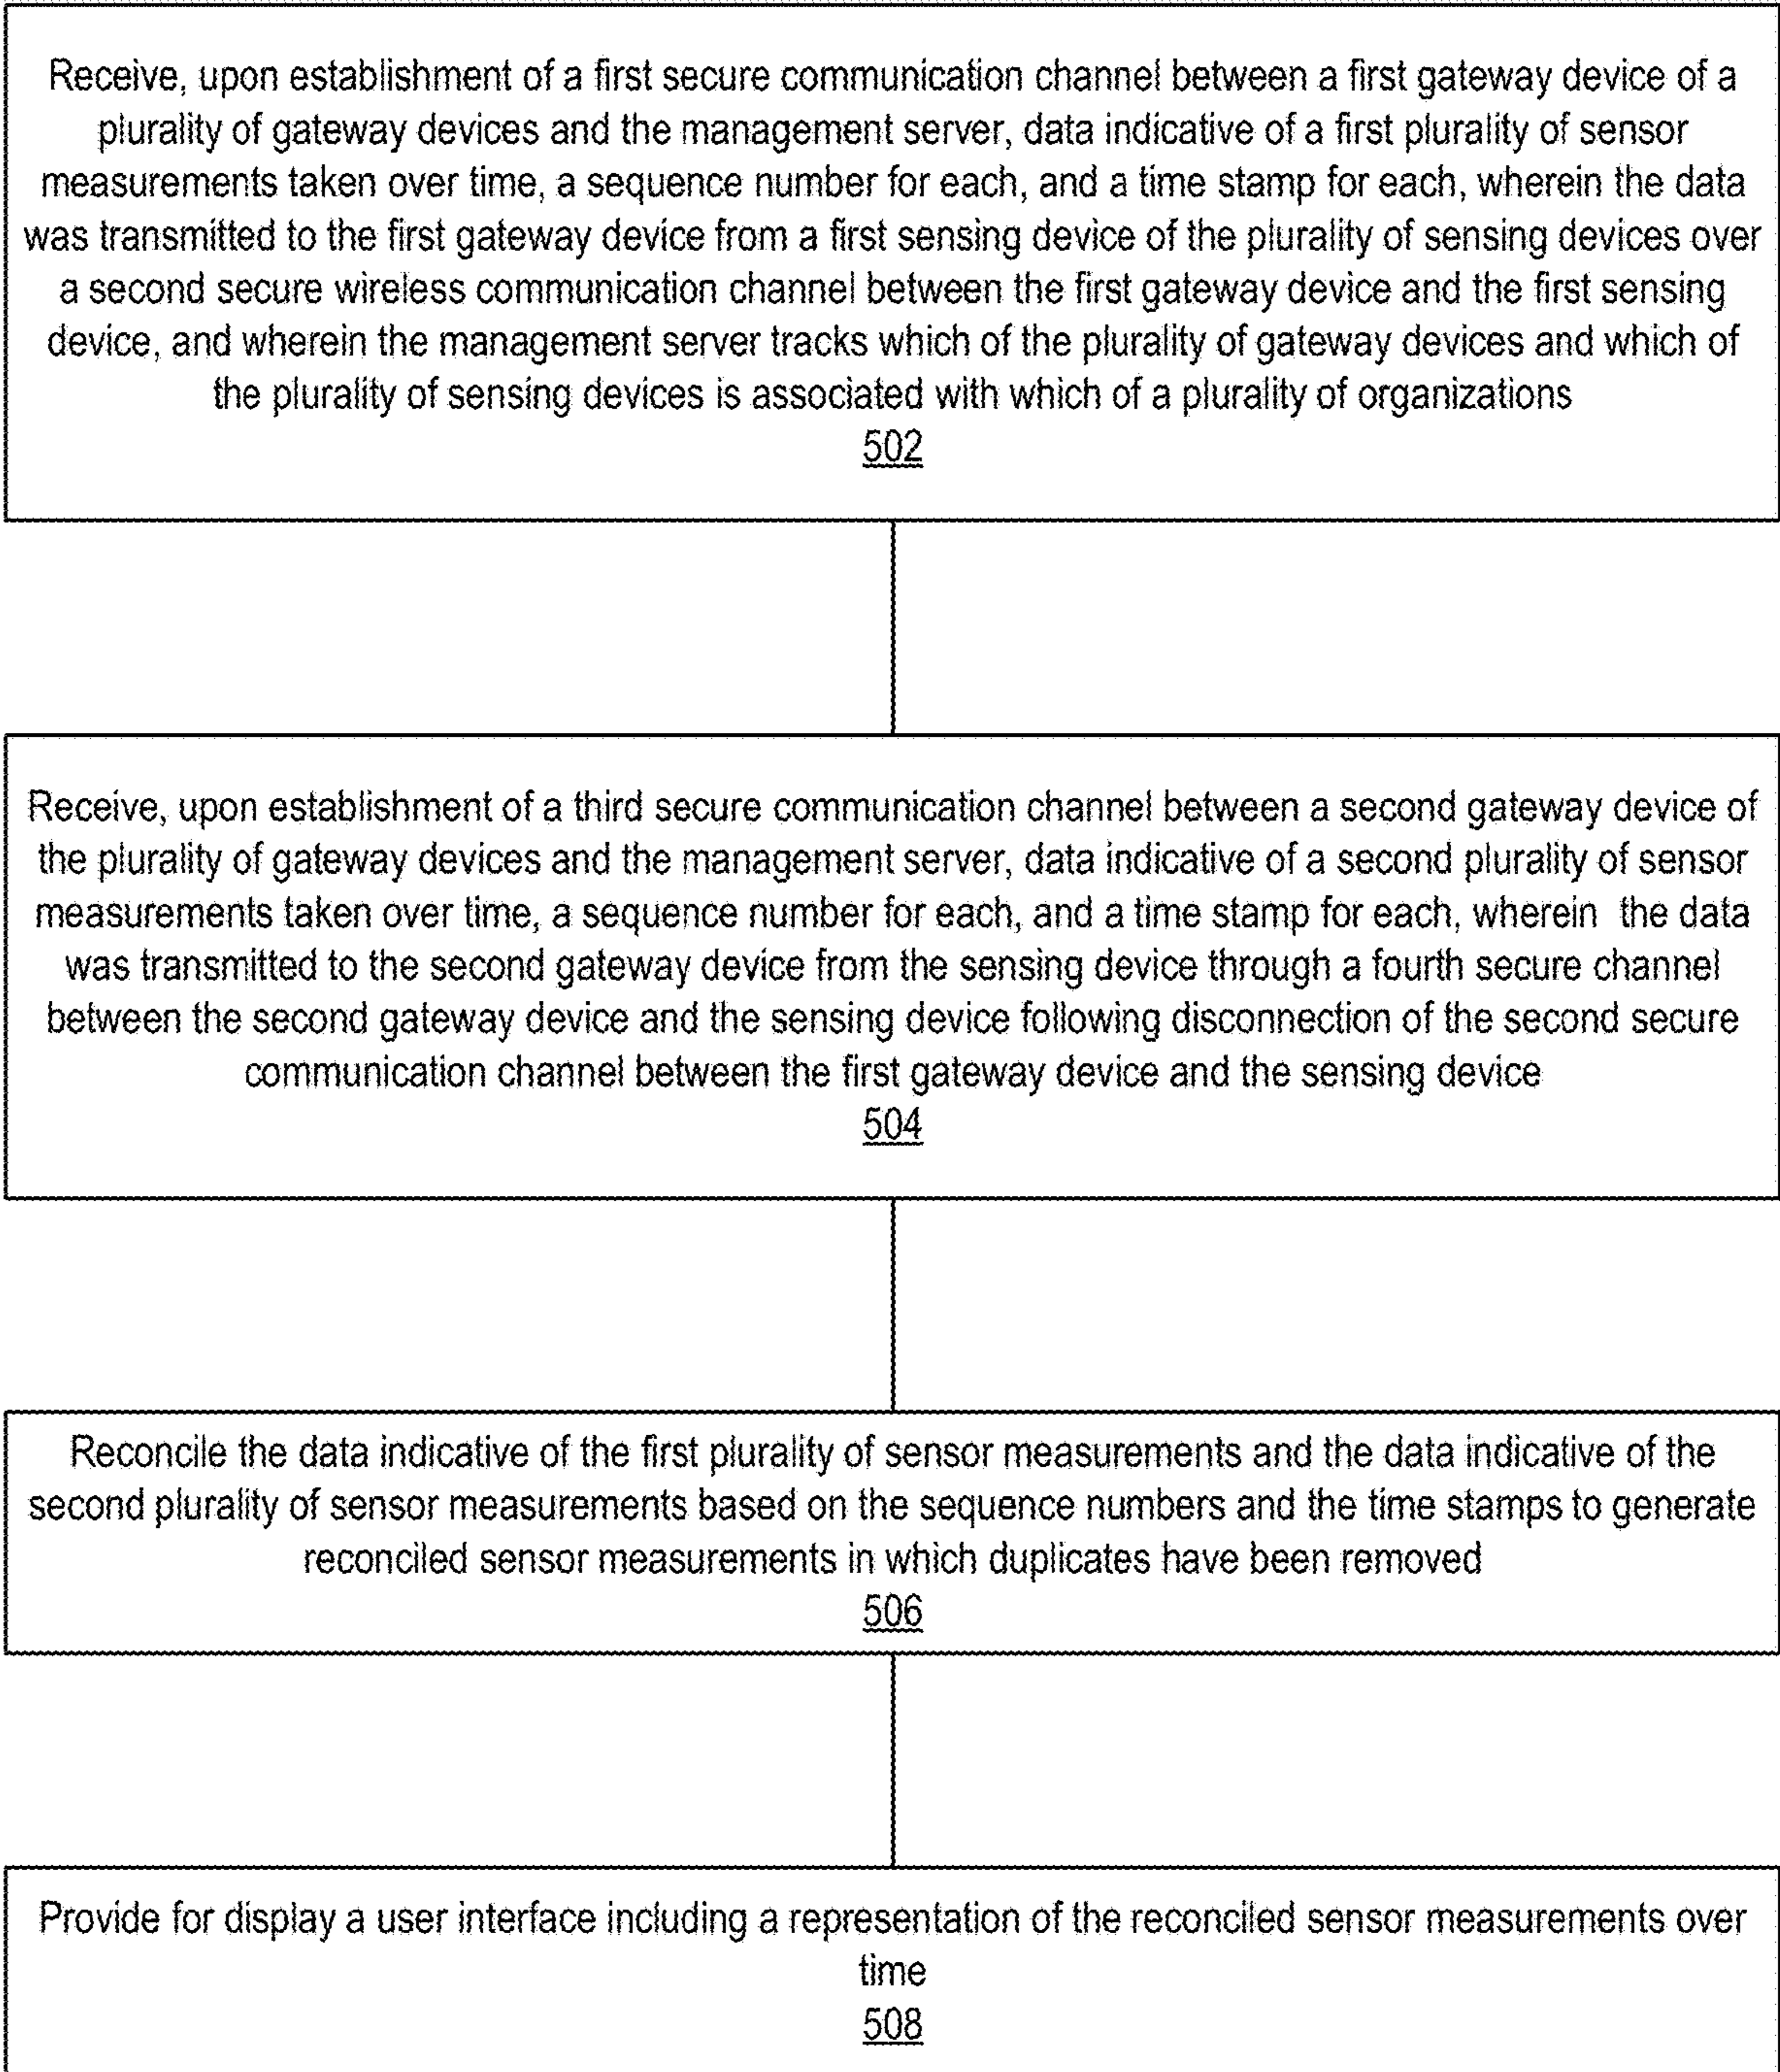 Receive, upon establishment of a first secure communication channel between a first gateway device of a
plurality of gateway devices and the management server, data indicative of a first plurality of sensor
measurements taken over time, a sequence number for each, and a time stamp for each, wherein the data
was transmitted to the first gateway device from a first sensing device of the plurality of sensing devices over
a second secure wireless communication channel between the first gateway device and the first sensing
device, and wherein the management server tracks which of the plurality of gateway devices and which of
the plurality of sensing devices is associated with which of a plurality of organizations
502
Receive, upon establishment of a third secure communication channel between a second gateway device of
the plurality of gateway devices and the management server, data indicative of a second plurality of sensor
measurements taken over time, a sequence number for each, and a time stamp for each, wherein the data
was transmitted to the second gateway device from the sensing device through a fourth secure channel
between the second gateway device and the sensing device following disconnection of the second secure
communication channel between the first gateway device and the sensing device
504
Reconcile the data indicative of the first plurality of sensor measurements and the data indicative of the
second plurality of sensor measurements based on the sequence numbers and the time stamps to generate
reconciled sensor measurements in which duplicates have been removed
506
Provide for display a user interface including a representation of the reconciled sensor measurements over
time
508